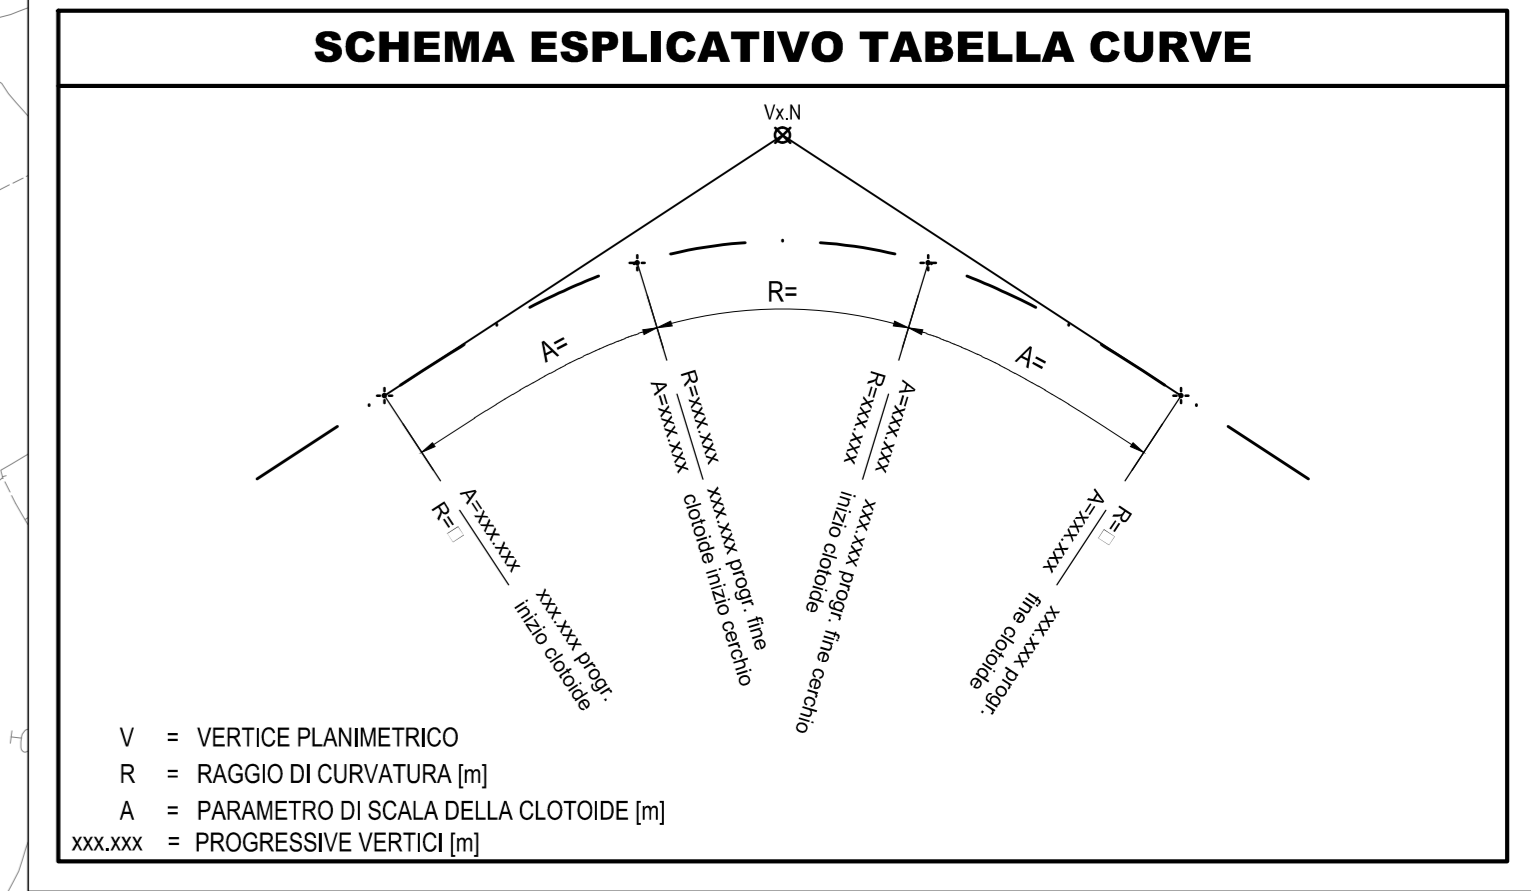 SCHEMA ESPLICATIVO TABELLA CURVE
Vx.N
R=
A=
A=
A=xxx.xxx
R=□
xxx.xxx progr.
inizio clotoide
R=xxx.xxx
A=xxx.xxx
xxx.xxx progr. fine
clotoide inizio cerchio
A=xxx.xxx
R=xxx.xxx
xxx.xxx progr. fine cerchio
inizio clotoide
R=□
A=xxx.xxx
xxx.xxx progr.
fine clotoide
V = VERTICE PLANIMETRICO
R = RAGGIO DI CURVATURA [m]
A = PARAMETRO DI SCALA DELLA CLOTOIDE [m]
xxx.xxx = PROGRESSIVE VERTICI [m]